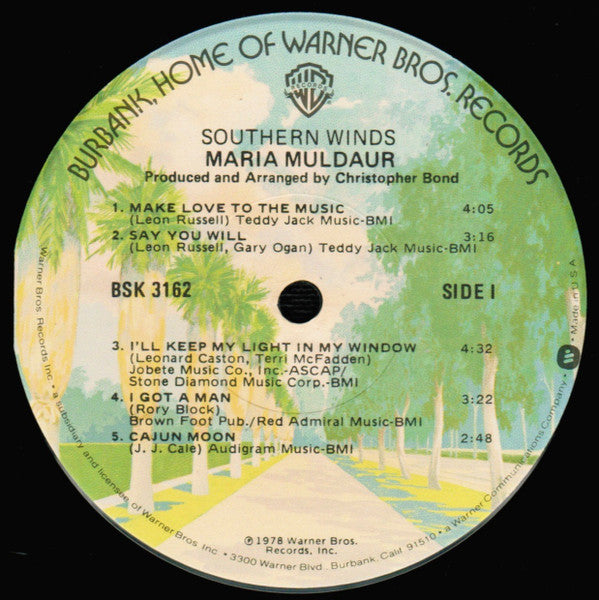 BURBANK, HOME OF WARNER BROS. RECORDS
WB
RECORDS
SOUTHERN WINDS
MARIA MULDAUR
Produced and Arranged by Christopher Bond
1. MAKE LOVE TO THE MUSIC 4:05
(Leon Russell) Teddy Jack Music-BMI
2. SAY YOU WILL 3:16
(Leon Russell, Gary Ogan) Teddy Jack Music-BMI
BSK 3162 SIDE I
3. I'LL KEEP MY LIGHT IN MY WINDOW 4:32
(Leonard Caston, Terri McFadden)
Jobete Music Co., Inc.-ASCAP/
Stone Diamond Music Corp.-BMI
4. I GOT A MAN 3:22
(Rory Block)
Brown Foot Pub./Red Admiral Music-BMI
5. CAJUN MOON 2:48
(J. J. Cale) Audigram Music-BMI
℗1978 Warner Bros.
Records, Inc.
Warner Bros. Records Inc. • a subsidiary and licensee of Warner Bros. Inc. • 3300 Warner Blvd., Burbank, Calif. 91510 • a Warner Communications Company • Made in U.S.A.